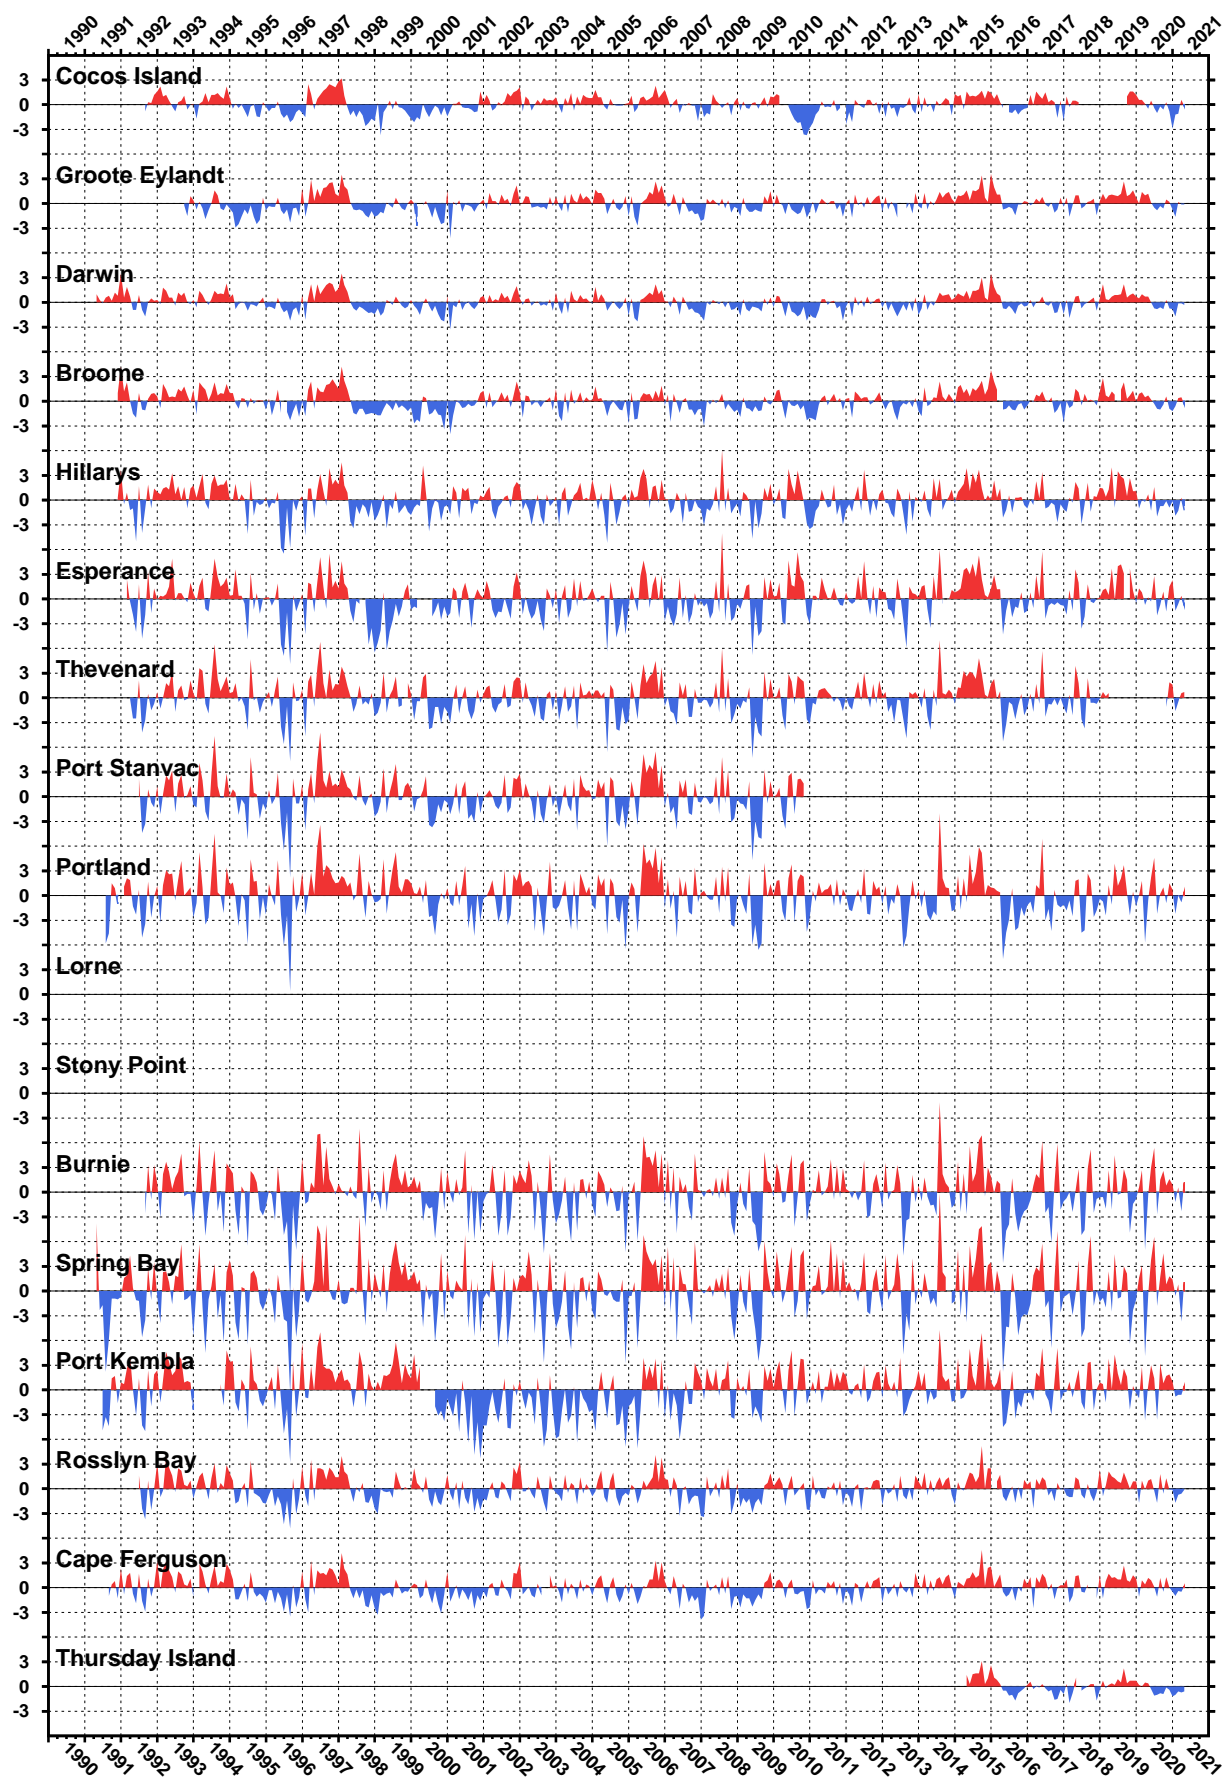 1990 1991 1992 1993 1994 1995 1996 1997 1998 1999 2000 2001 2002 2003 2004 2005 2006 2007 2008 2009 2010 2011 2012 2013 2014 2015 2016 2017 2018 2019 2020 2021
Cocos Island
3
0
-3
Groote Eylandt
3
0
-3
Darwin
3
0
-3
Broome
3
0
-3
Hillarys
3
0
-3
Esperance
3
0
-3
Thevenard
3
0
-3
Port Stanvac
3
0
-3
Portland
3
0
-3
Lorne
3
0
-3
Stony Point
3
0
-3
Burnie
3
0
-3
Spring Bay
3
0
-3
Port Kembla
3
0
-3
Rosslyn Bay
3
0
-3
Cape Ferguson
3
0
-3
Thursday Island
3
0
-3
1990 1991 1992 1993 1994 1995 1996 1997 1998 1999 2000 2001 2002 2003 2004 2005 2006 2007 2008 2009 2010 2011 2012 2013 2014 2015 2016 2017 2018 2019 2020 2021